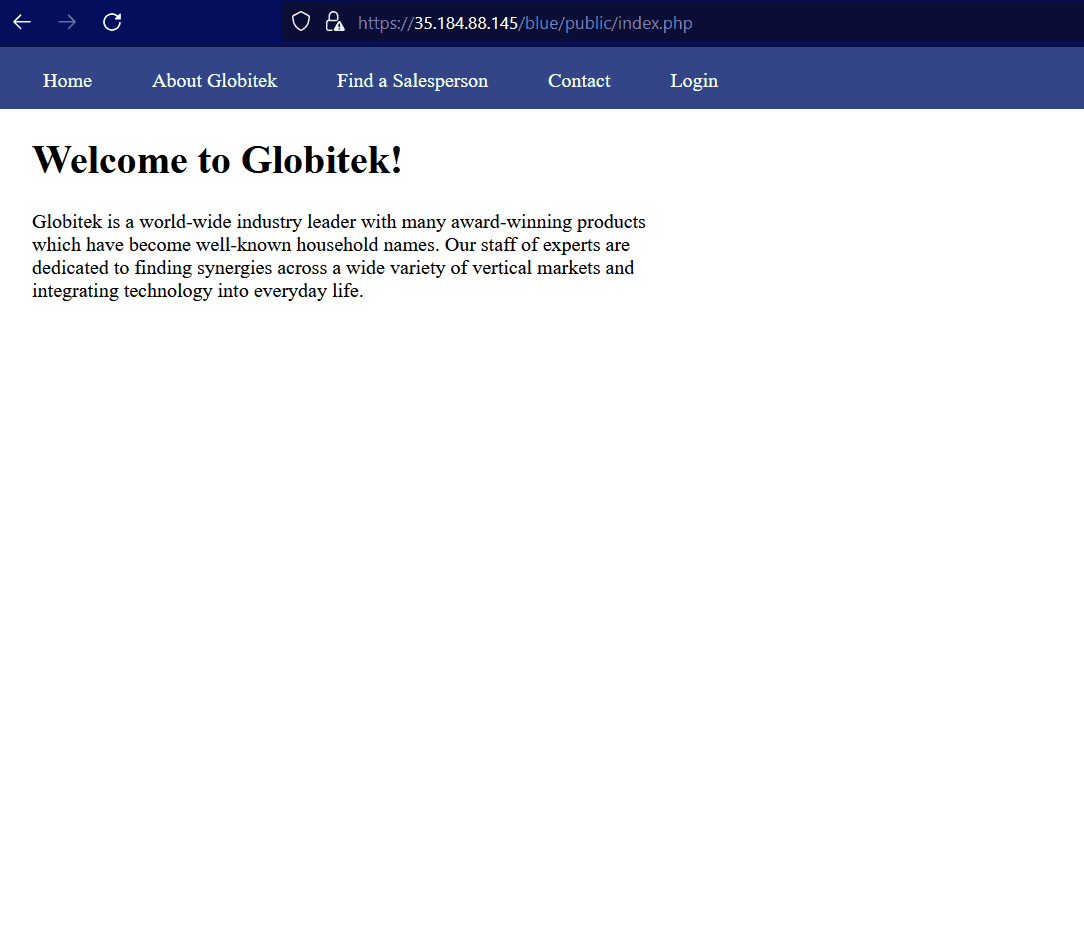 https://35.184.88.145/blue/public/index.php
Home About Globitek Find a Salesperson Contact Login
Welcome to Globitek!
Globitek is a world-wide industry leader with many award-winning products
which have become well-known household names. Our staff of experts are
dedicated to finding synergies across a wide variety of vertical markets and
integrating technology into everyday life.